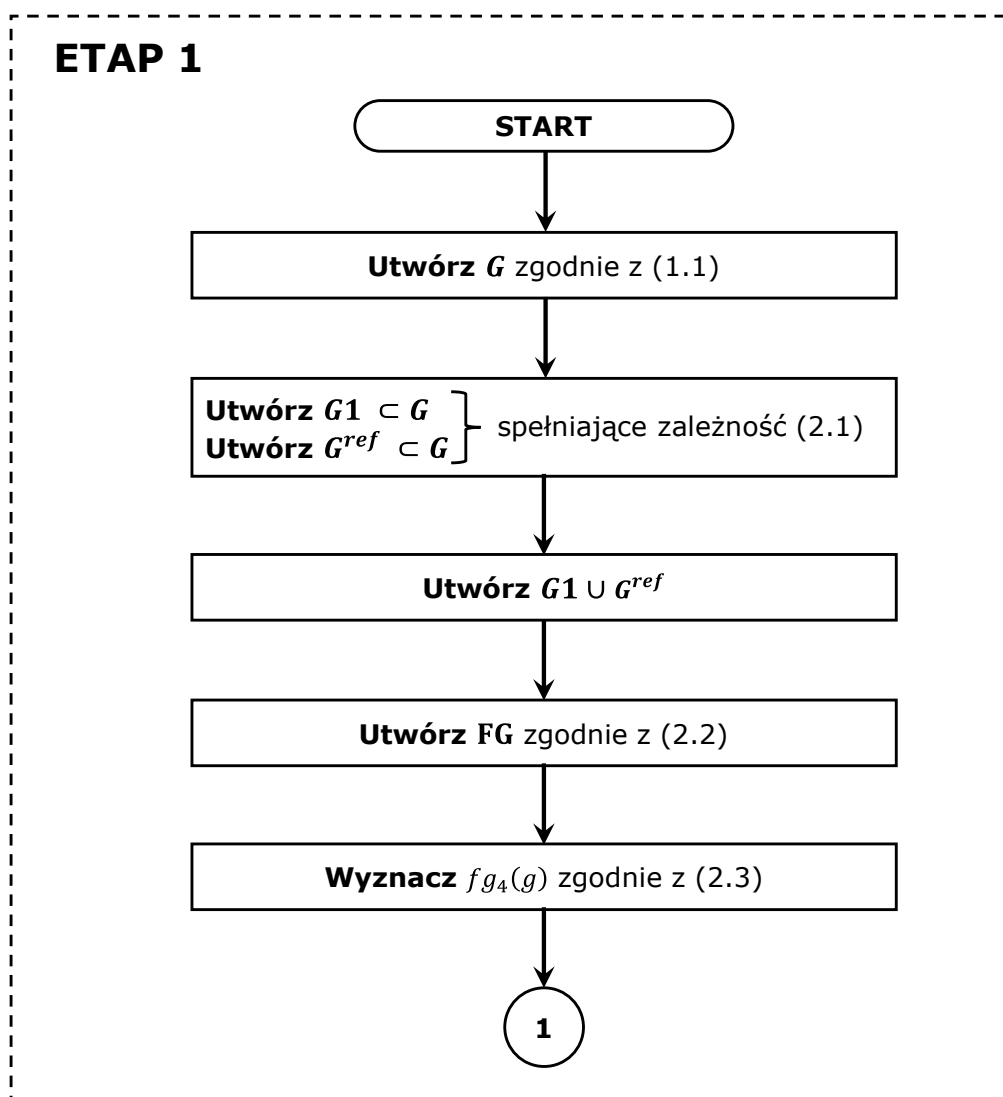 ETAP 1
START
Utwórz G zgodnie z (1.1)
Utwórz G1 ⊂ G
Utwórz G^ref ⊂ G
spełniające zależność (2.1)
Utwórz G1 ∪ G^ref
Utwórz FG zgodnie z (2.2)
Wyznacz fg₄(g) zgodnie z (2.3)
1